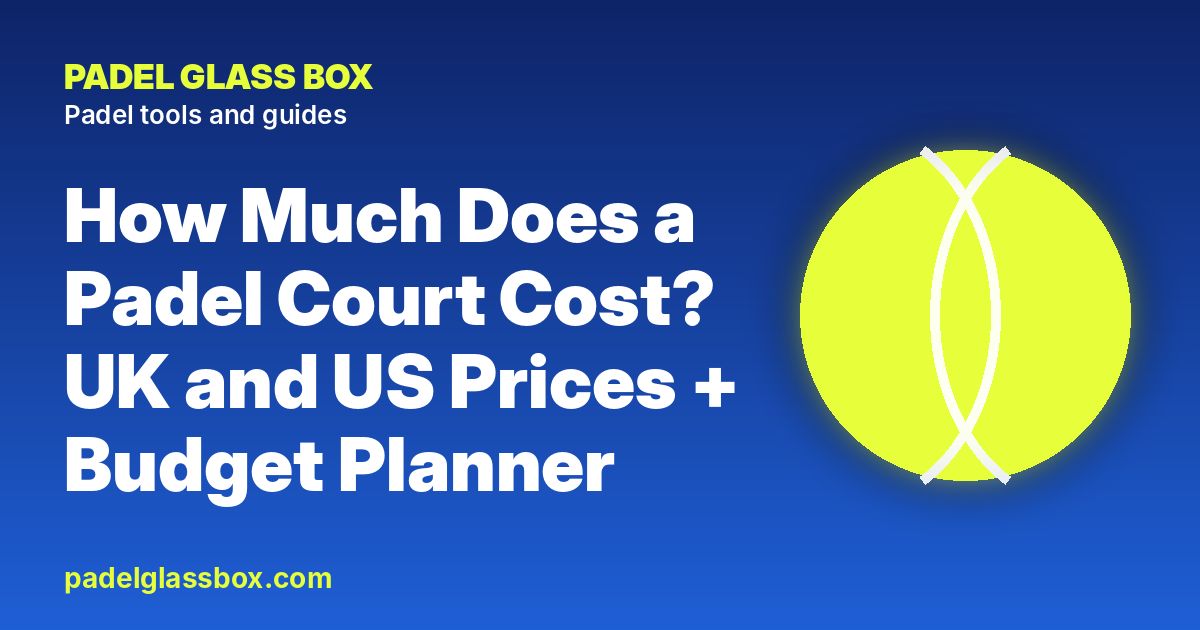 PADEL GLASS BOX
Padel tools and guides
How Much Does a
Padel Court Cost?
UK and US Prices +
Budget Planner
padelglassbox.com